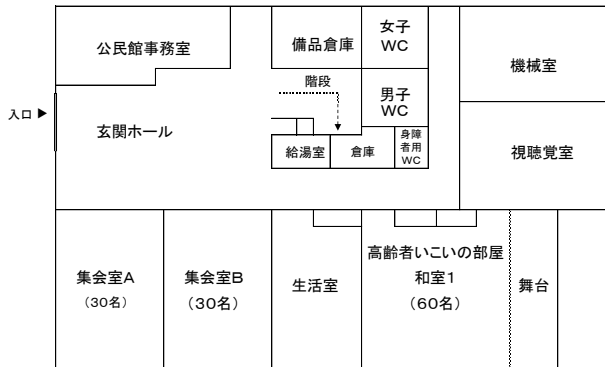 公民館事務室
備品倉庫
女子
WC
機械室
階段
男子
WC
入口 ▶
玄関ホール
給湯室
倉庫
身障
者用
WC
視聴覚室
集会室A
(30名)
集会室B
(30名)
生活室
高齢者いこいの部屋
和室1
(60名)
舞台